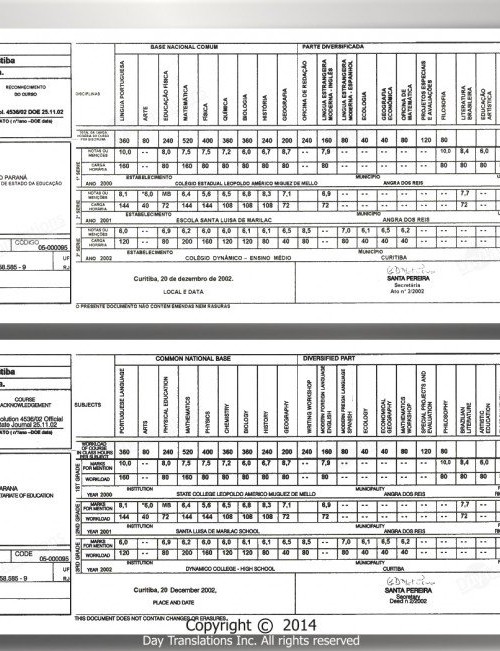 BASE NACIONAL COMUM PARTE DIVERSIFICADA
itiba
a.
RECONHECIMENTO
DO CURSO
ol. 4536/02 DOE 25.11.02
ATO ( nº/ano –DOE data)
DISCIPLINAS
LÍNGUA PORTUGUESA
ARTE
EDUCAÇÃO FÍSICA
MATEMÁTICA
FÍSICA
QUÍMICA
BIOLOGIA
HISTÓRIA
GEOGRAFIA
OFICINA DE REDAÇÃO
LÍNGUA ESTRANGEIRA MODERNA - INGLÊS
LÍNGUA ESTRANGEIRA MODERNA - ESPANHOL
ECOLOGIA
GEOGRAFIA ECONÔMICA
OFICINA DE MATEMÁTICA
PROJETOS ESPECIAIS E AVALIAÇÕES
FILOSOFIA
LITERATURA BRASILEIRA
EDUCAÇÃO ARTÍSTICA
360 80 240 520 400 360 360 240 200 240 160 80 40 40 80 120 80
1ª SÉRIE
NOTAS OU MENÇÕES 10,0 -- 8,0 7,5 7,5 7,2 6,0 6,7 8,7 -- 7,9 -- -- -- -- -- 10,0 8,4 6,0
CARGA HORÁRIA 160 -- 80 160 80 80 80 80 80 -- 80 -- -- -- -- -- 80 80 80
ESTABELECIMENTO MUNICÍPIO
ANO 2000 COLÉGIO ESTADUAL LEOPOLDO AMÉRICO MIGUEZ DE MELLO ANGRA DOS REIS
O PARANÁ
O DE ESTADO DA EDUCAÇÃO
NOTAS OU MENÇÕES 8,1 *6,0 MB 6,4 5,6 6,5 6,8 8,3 7,1 6,9 7,7
CARGA HORÁRIA 144 40 72 144 108 108 108 108 72 72 72
ESTABELECIMENTO MUNICÍPIO
ANO 2001 ESCOLA SANTA LUISA DE MARILAC ANGRA DOS REIS
3ª SÉRIE
NOTAS OU MENÇÕES 6,0 -- 6,9 6,2 6,0 6,1 6,1 6,5 8,5 -- 7,0 6,1 6,5 6,2
CARGA HORÁRIA 120 -- 80 200 160 120 120 80 40 80 80 40 40 40
ESTABELECIMENTO MUNICÍPIO
ANO 2002 COLÉGIO DYNÂMICO - ENSINO MÉDIO CURITIBA
CÓDIGO
05-000095
UF
58.585 - 9 RJ
Curitiba, 20 de dezembro de 2002.
LOCAL E DATA
SANTA PEREIRA
Secretária
Ato nº 3/2002
O PRESENTE DOCUMENTO NÃO CONTÉM EMENDAS NEM RASURAS
COMMON NATIONAL BASE DIVERSIFIED PART
itiba
a.
COURSE
ACKNOWLEDGEMENT
olution 4536/02 Official
tate Journal 25.11.02
ATO ( nº/ano –DOE data)
SUBJECTS
PORTUGUESE LANGUAGE
ARTS
PHYSICAL EDUCATION
MATHEMATICS
PHYSICS
CHEMISTRY
BIOLOGY
HISTORY
GEOGRAPHY
WRITING WORKSHOP
ENGLISH
SPANISH
ECOLOGY
ECONOMICAL GEOGRAPHY
MATHEMATICS WORKSHOP
SPECIAL PROJECTS AND EVALUATION
PHILOSOPHY
BRAZILIAN LITERATURE
ARTISTIC EDUCATION
WORKLOAD OF COURSE IN CLASS HOURS PER SUBJECT 360 80 240 520 400 360 360 240 200 240 160 80 40 40 80 120 80
1ST GRADE
MARKS FOR MENTION 10,0 -- 8,0 7,5 7,5 7,2 6,0 6,7 8,7 -- 7,9 -- -- -- -- -- 10,0 8,4 6,0
WORKLOAD 160 -- 80 160 80 80 80 80 80 -- 80 -- -- -- -- -- 80 80 80
INSTITUTION MUNICIPALITY
YEAR 2000 STATE COLLEGE LEOPOLDO AMERICO MUGUEZ DE MELLO ANGRA DOS REIS
PARANA
TARIATE OF EDUCATION
2ND GRADE
MARKS FOR MENTION 8,1 *6,0 MB 6,4 5,6 6,5 6,8 8,3 7,1 6,9 7,7
WORKLOAD 144 40 72 144 108 108 108 108 72 72 72
INSTITUTION MUNICIPALITY
YEAR 2001 SANTA LUISA DE MARILAC SCHOOL ANGRA DOS REIS
3RD GRADE
MARKS FOR MENTION 6,0 -- 6,9 6,2 6,0 6,0 6,1 6,1 6,5 8,5 -- 7,0 6,1 6,5 6,2
WORKLOAD 120 -- 80 200 160 120 120 80 40 80 -- 80 40 40 40
INSTITUTION MUNICIPALITY
YEAR 2002 DYNAMICO COLLEGE - HIGH SCHOOL CURITIBA
CODE
05-000095
UF
58.585 - 9 RJ
Curitiba, 20 December 2002,
PLACE AND DATE
SANTA PEREIRA
Secretary
Deed n 2/2002
THIS DOCUMENT DOES NOT CONTAIN CHANGES OR ERASURES.
Copyright © 2014
Day Translations Inc. All rights reserved